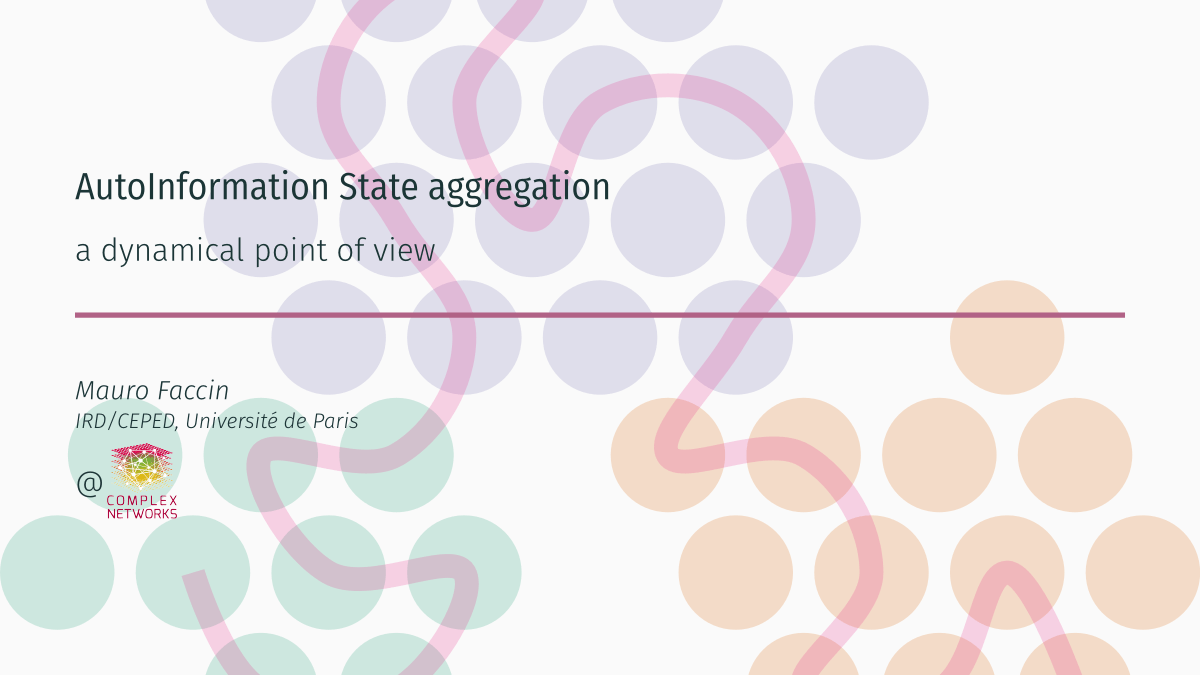 AutoInformation State aggregation
a dynamical point of view
Mauro Faccin
IRD/CEPED, Université de Paris
@
COMPLEX
NETWORKS